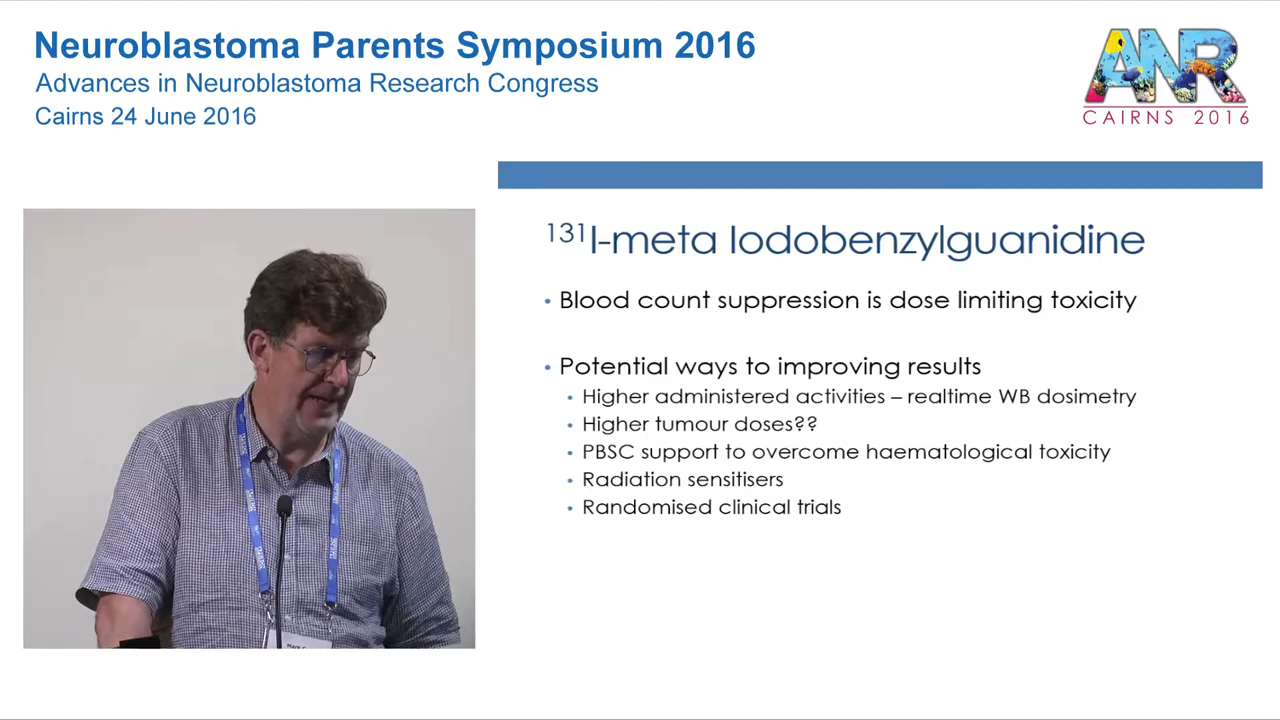 Neuroblastoma Parents Symposium 2016
Advances in Neuroblastoma Research Congress
Cairns 24 June 2016
ANR
CAIRNS 2016
¹³¹I-meta Iodobenzylguanidine
• Blood count suppression is dose limiting toxicity
• Potential ways to improving results
• Higher administered activities – realtime WB dosimetry
• Higher tumour doses??
• PBSC support to overcome haematological toxicity
• Radiation sensitisers
• Randomised clinical trials
Mark